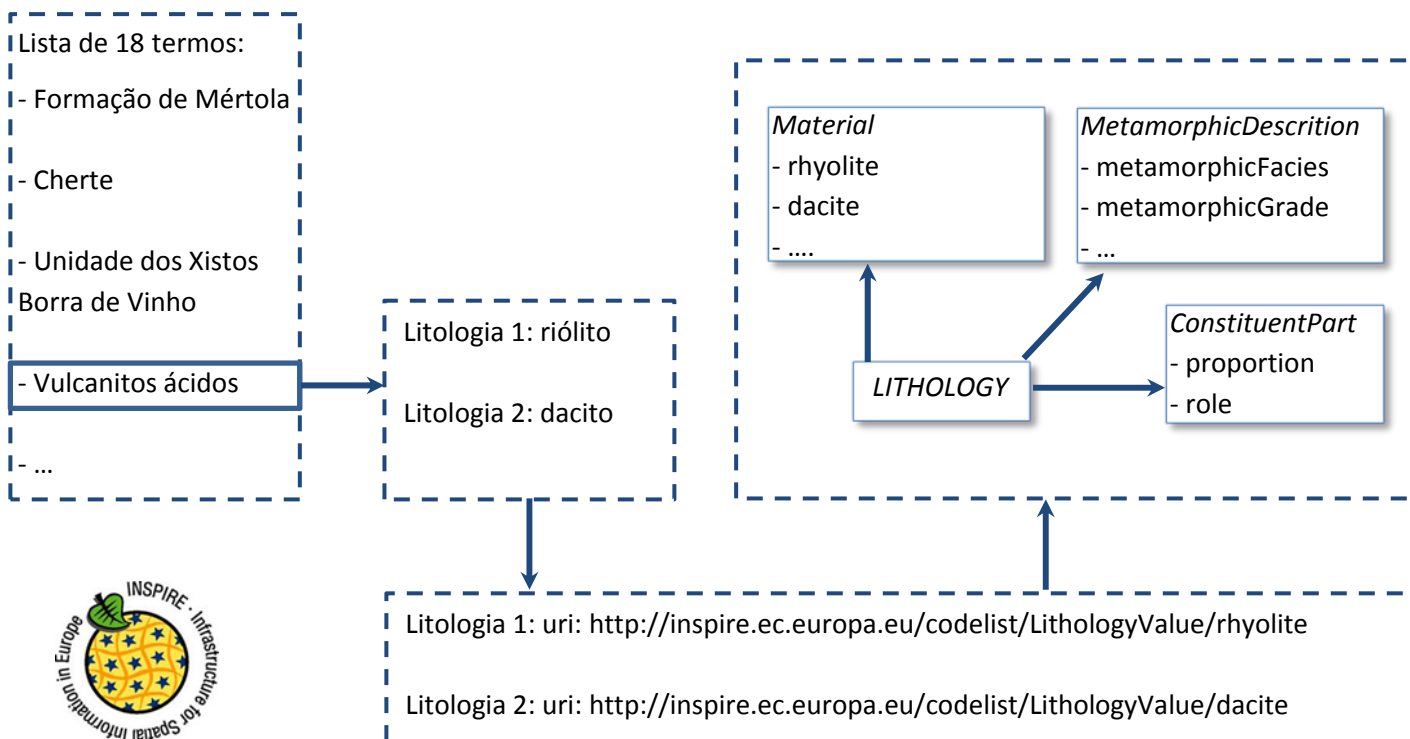 Lista de 18 termos:
- Formação de Mértola
- Cherte
- Unidade dos Xistos
Borra de Vinho
- Vulcanitos ácidos
- ...
Litologia 1: riólito
Litologia 2: dacito
Material
- rhyolite
- dacite
- ....
MetamorphicDescrition
- metamorphicFacies
- metamorphicGrade
- ...
LITHOLOGY
ConstituentPart
- proportion
- role
Litologia 1: uri: http://inspire.ec.europa.eu/codelist/LithologyValue/rhyolite
Litologia 2: uri: http://inspire.ec.europa.eu/codelist/LithologyValue/dacite
INSPIRE · Infrastructure for Spatial Information in Europe